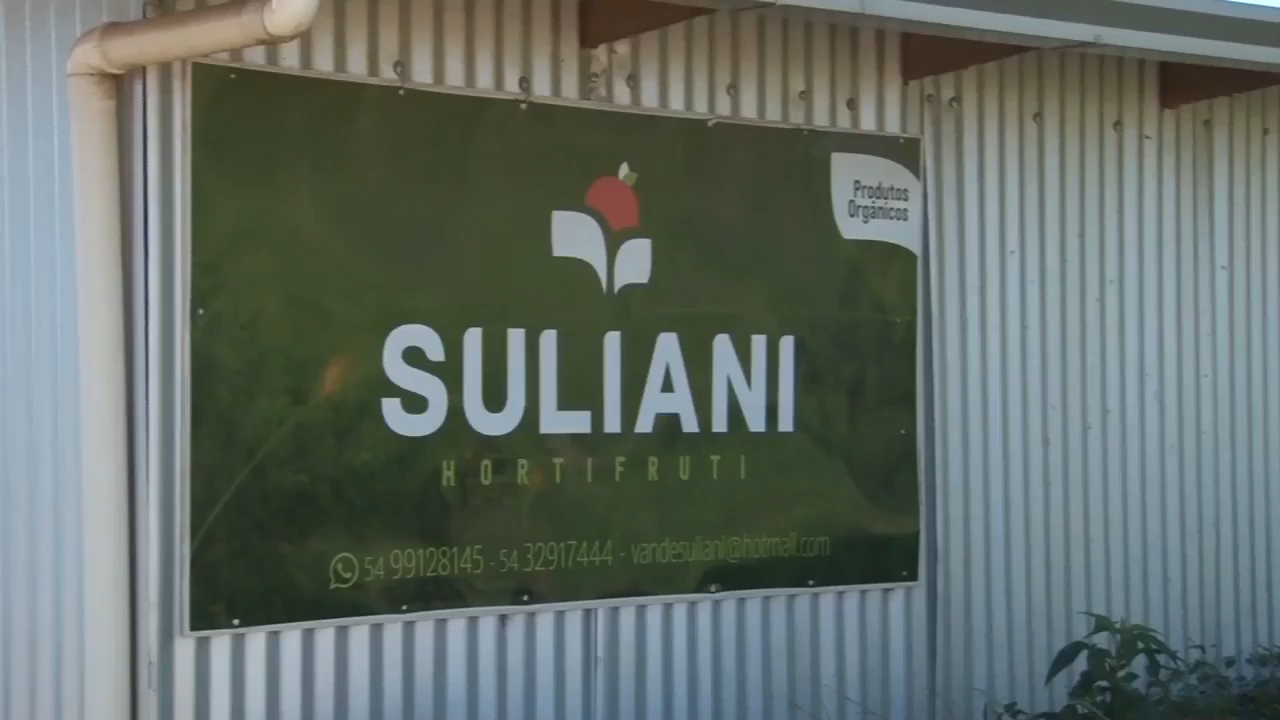 Produtos
Orgânicos
SULIANI
HORTIFRUTI
54 99128145 - 54 32917444 - vandesuliani@hotmail.com